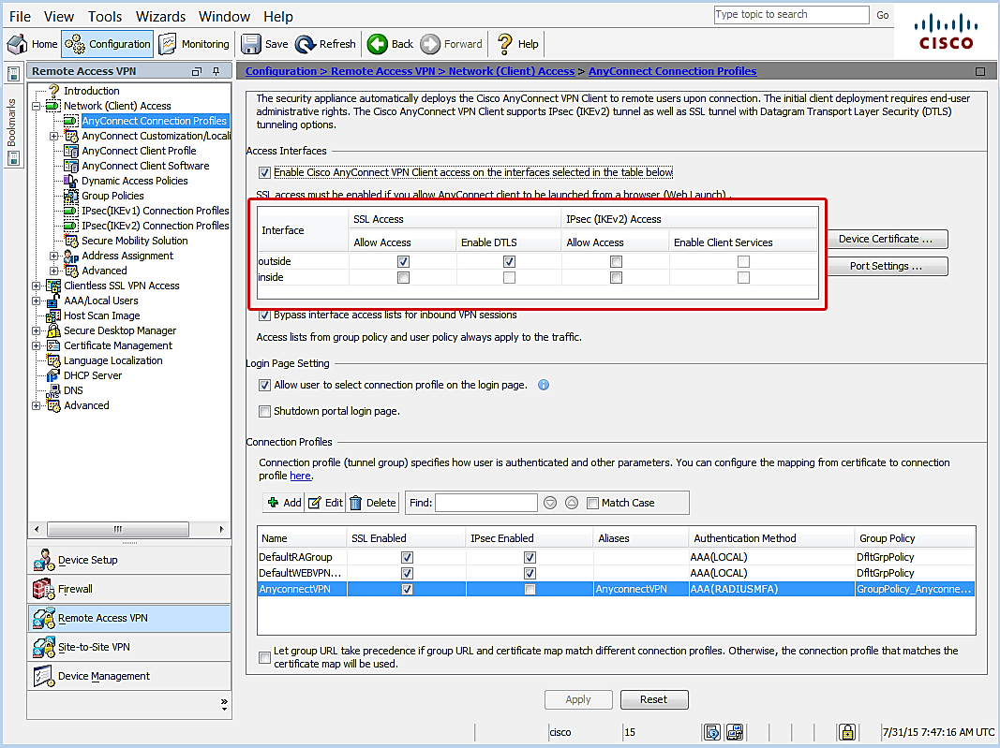 File View Tools Wizards Window Help
Type topic to search Go
Home Configuration Monitoring Save Refresh Back Forward Help
CISCO
Bookmarks
Remote Access VPN
Introduction
Network (Client) Access
AnyConnect Connection Profiles
AnyConnect Customization/Locali
AnyConnect Client Profile
AnyConnect Client Software
Dynamic Access Policies
Group Policies
IPsec(IKEv1) Connection Profiles
IPsec(IKEv2) Connection Profiles
Secure Mobility Solution
Address Assignment
Advanced
Clientless SSL VPN Access
AAA/Local Users
Host Scan Image
Secure Desktop Manager
Certificate Management
Language Localization
DHCP Server
DNS
DNS
Advanced
Device Setup
Firewall
Remote Access VPN
Site-to-Site VPN
Device Management
Configuration > Remote Access VPN > Network (Client) Access > AnyConnect Connection Profiles
The security appliance automatically deploys the Cisco AnyConnect VPN Client to remote users upon connection. The initial client deployment requires end-user
administrative rights. The Cisco AnyConnect VPN Client supports IPsec (IKEv2) tunnel as well as SSL tunnel with Datagram Transport Layer Security (DTLS)
tunneling options.
Access Interfaces
Enable Cisco AnyConnect VPN Client access on the interfaces selected in the table below
SSL access must be enabled if you allow AnyConnect client to be launched from a browser (Web Launch) .
Interface SSL Access IPsec (IKEv2) Access
Allow Access Enable DTLS Allow Access Enable Client Services
outside
inside
Device Certificate ...
Port Settings ...
Bypass interface access lists for inbound VPN sessions
Access lists from group policy and user policy always apply to the traffic.
Login Page Setting
Allow user to select connection profile on the login page.
Shutdown portal login page.
Connection Profiles
Connection profile (tunnel group) specifies how user is authenticated and other parameters. You can configure the mapping from certificate to connection
profile here.
Add Edit Delete Find: Match Case
Name SSL Enabled IPsec Enabled Aliases Authentication Method Group Policy
DefaultRAGroup AAA(LOCAL) DfltGrpPolicy
DefaultWEBVPN... AAA(LOCAL) DfltGrpPolicy
AnyconnectVPN AnyconnectVPN AAA(RADIUSMFA) GroupPolicy_Anyconne...
Let group URL take precedence if group URL and certificate map match different connection profiles. Otherwise, the connection profile that matches the
certificate map will be used.
Apply Reset
cisco 15 7/31/15 7:47:16 AM UTC